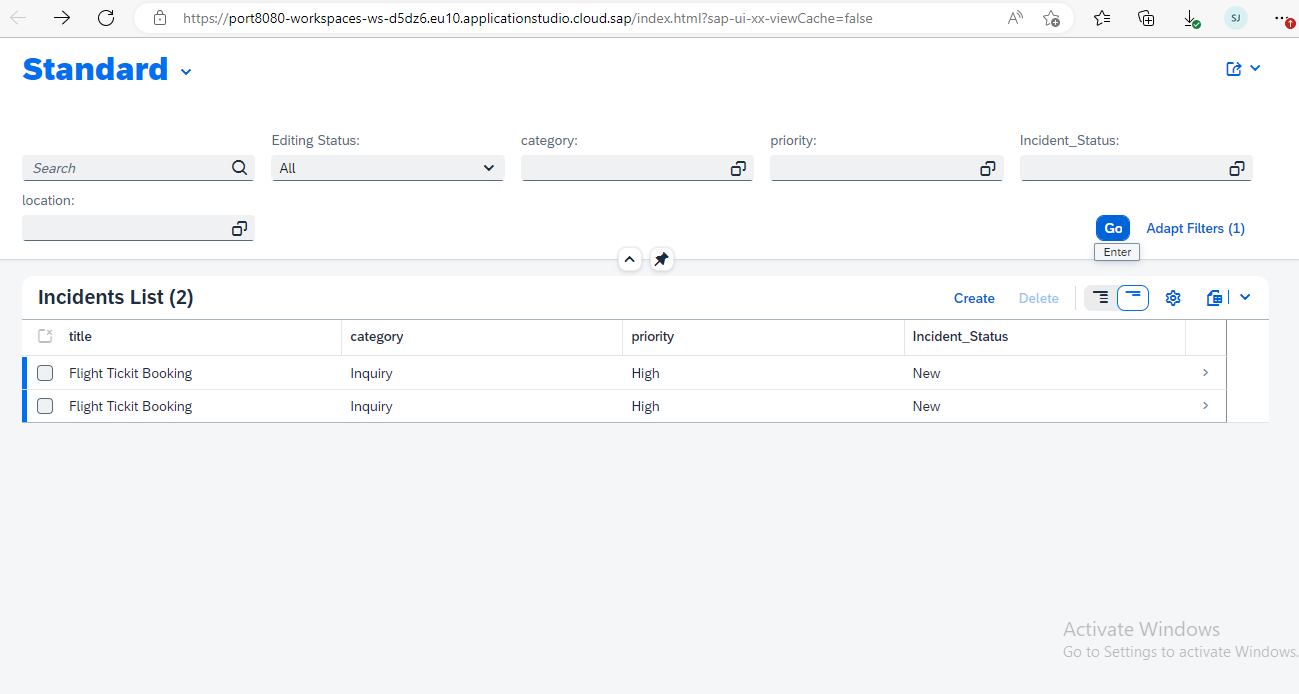 https://port8080-workspaces-ws-d5dz6.eu10.applicationstudio.cloud.sap/index.html?sap-ui-xx-viewCache=false
SJ
Standard
Editing Status:
category:
priority:
Incident_Status:
Search
All
location:
Go
Adapt Filters (1)
Enter
Incidents List (2)
Create
Delete
title
category
priority
Incident_Status
Flight Tickit Booking
Inquiry
High
New
Flight Tickit Booking
Inquiry
High
New
Activate Windows
Go to Settings to activate Windows.